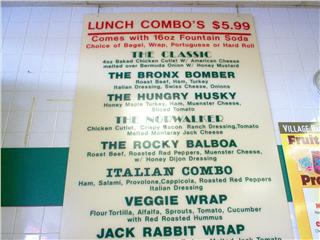 LUNCH COMBO'S $5.99
Comes with 16oz Fountain Soda
Choice of Bagel, Wrap, Portuguese or Hard Roll
THE CLASSIC
4oz Baked Chicken Cutlet W/ American Cheese
melted over Bermuda Onion W/ Honey Mustard
THE BRONX BOMBER
Roast Beef, Ham, Turkey
Italian Dressing, Swiss Cheese, Onions
THE HUNGRY HUSKY
Honey Maple Turkey, Ham, Muenster Cheese,
Sliced Tomato
THE NORWALKER
Chicken Cutlet, Crispy Bacon Ranch Dressing, Tomato
Melted Monteray Jack Cheese
THE ROCKY BALBOA
Roast Beef, Roasted Red Peppers, Muenster Cheese,
w/ Honey Dijon Dressing
ITALIAN COMBO
Ham, Salami, Provolone, Cappicola, Roasted Red Peppers
Italian Dressing
VEGGIE WRAP
Flour Tortilla, Alfalfa, Sprouts, Tomato, Cucumber
with Red Roasted Hummus
JACK RABBIT WRAP
Melted Jack Tomato
VILLAGE
Fruit